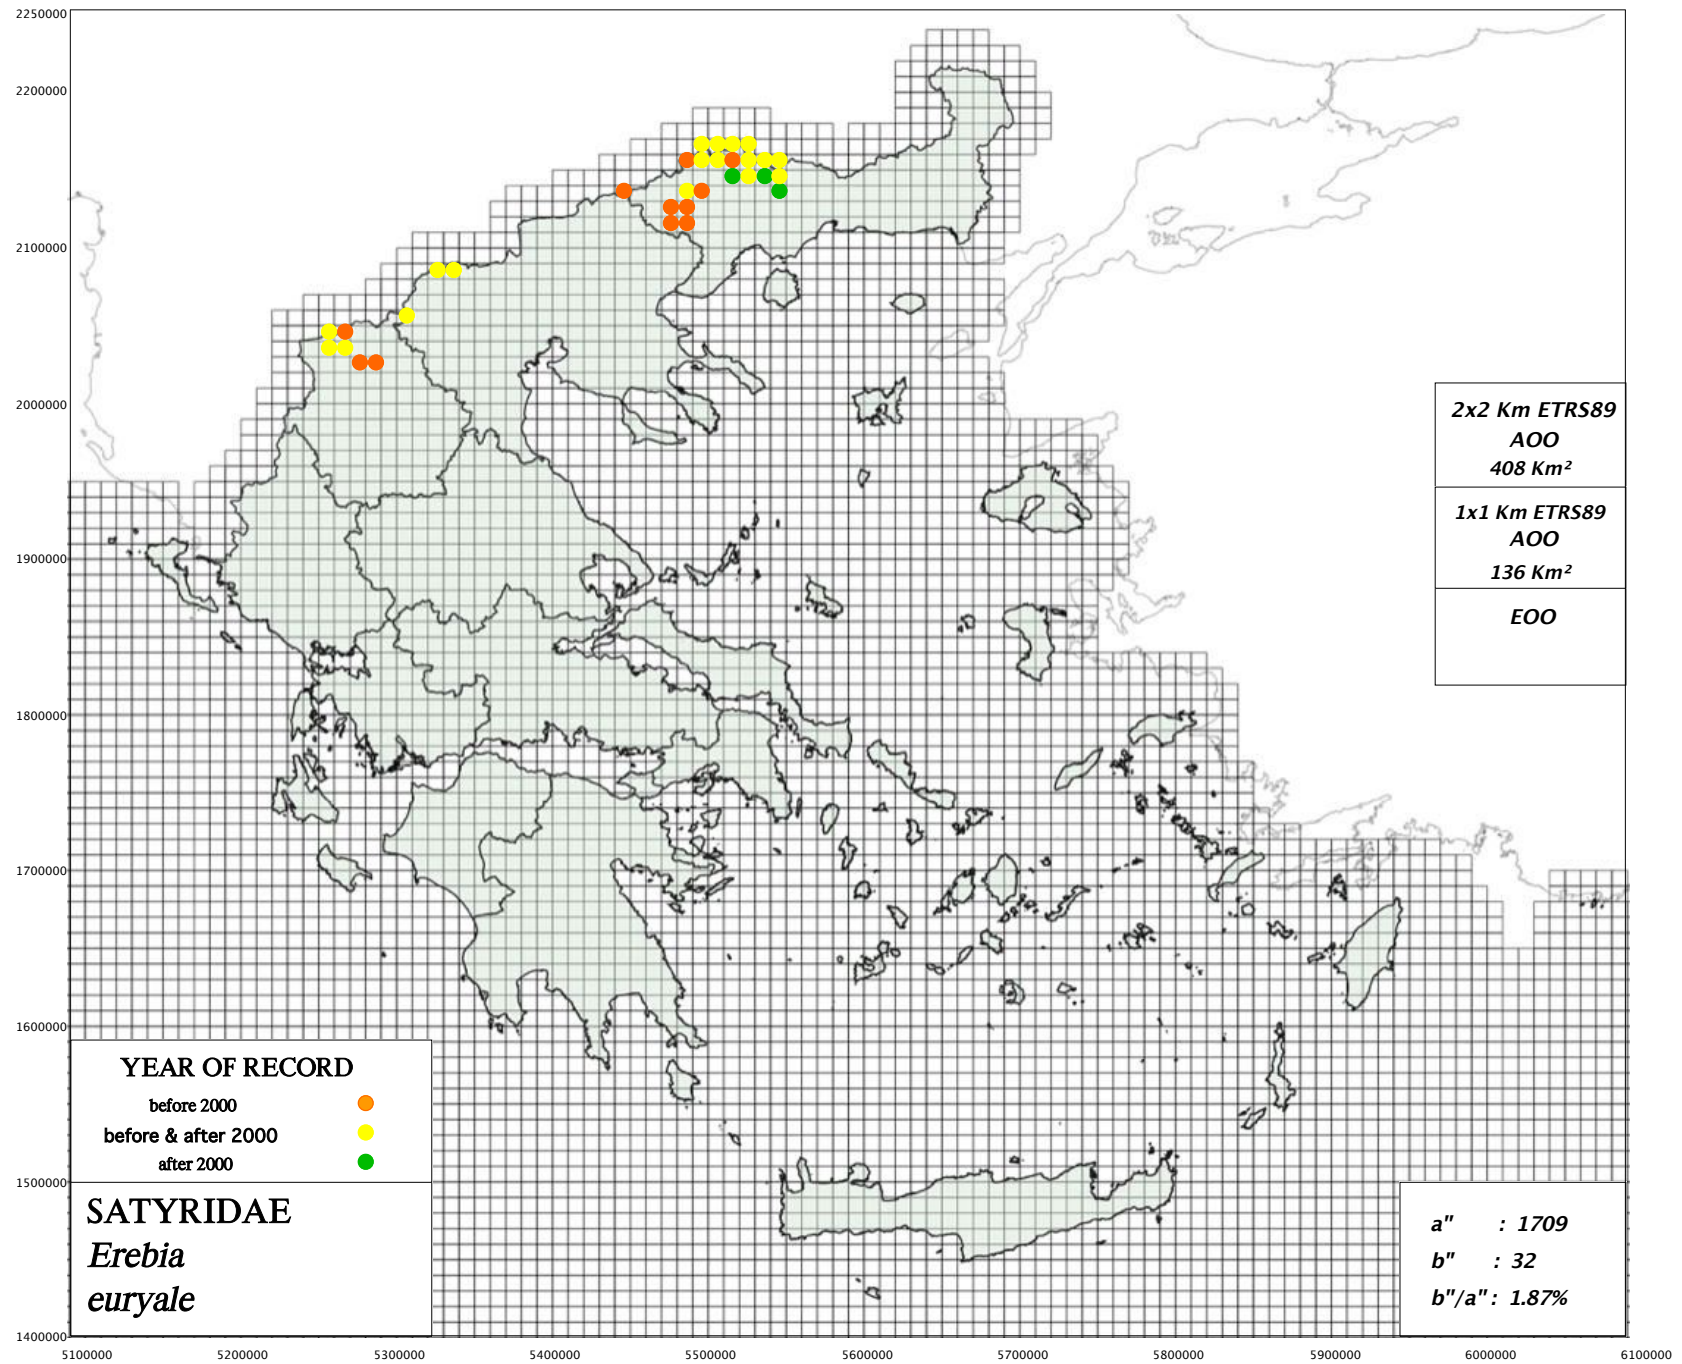 2250000
2200000
2100000
2000000
1900000
1800000
1700000
1600000
1500000
1400000
2x2 Km ETRS89
AOO
408 Km²
1x1 Km ETRS89
AOO
136 Km²
EOO
YEAR OF RECORD
before 2000
before & after 2000
after 2000
SATYRIDAE
Erebia
euryale
a" : 1709
b" : 32
b"/a" : 1.87%
5100000 5200000 5300000 5400000 5500000 5600000 5700000 5800000 5900000 6000000 6100000